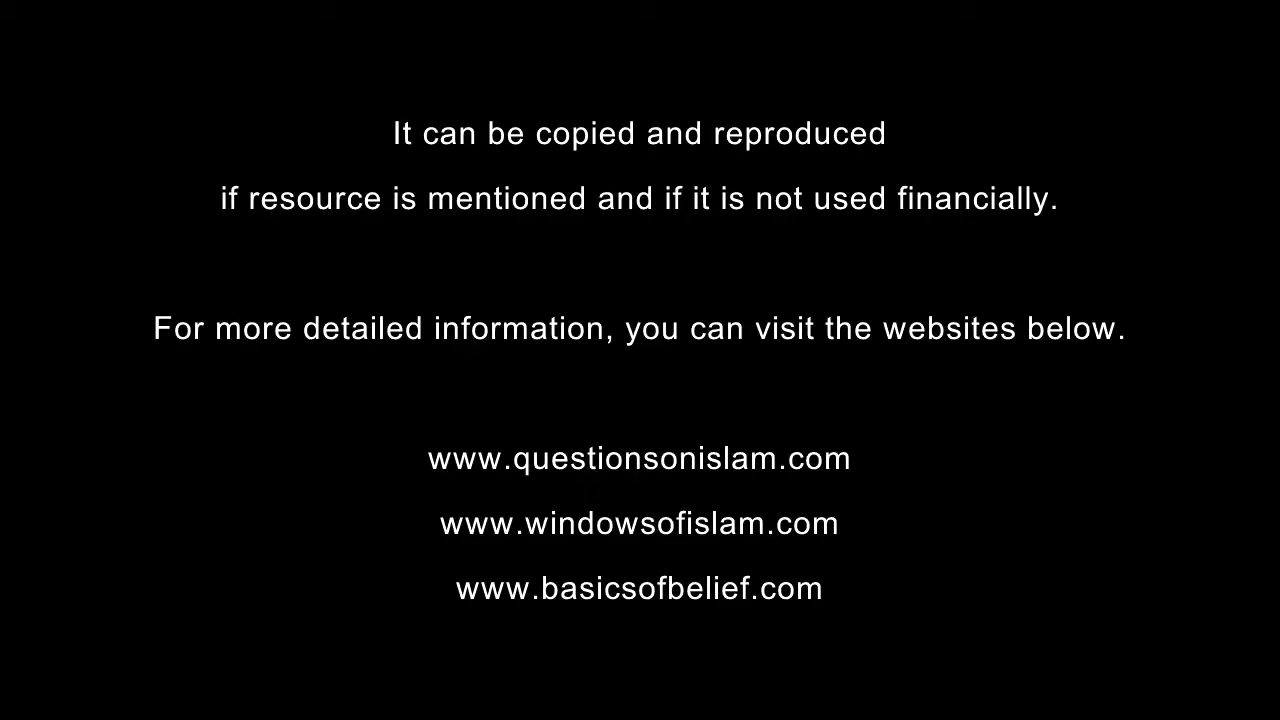 It can be copied and reproduced
if resource is mentioned and if it is not used financially.
For more detailed information, you can visit the websites below.
www.questionsonislam.com
www.windowsofislam.com
www.basicsofbelief.com